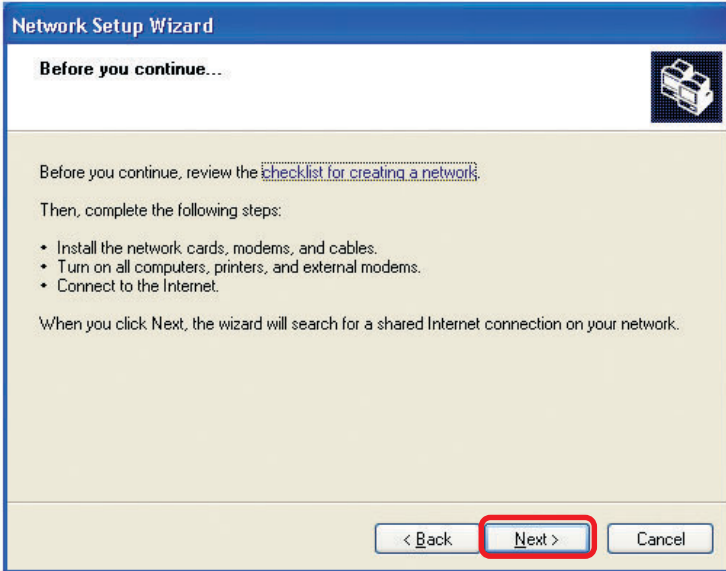 Network Setup Wizard
Before you continue...
Before you continue, review the checklist for creating a network.
Then, complete the following steps:
• Install the network cards, modems, and cables.
• Turn on all computers, printers, and external modems.
• Connect to the Internet.
When you click Next, the wizard will search for a shared Internet connection on your network.
< Back Next > Cancel